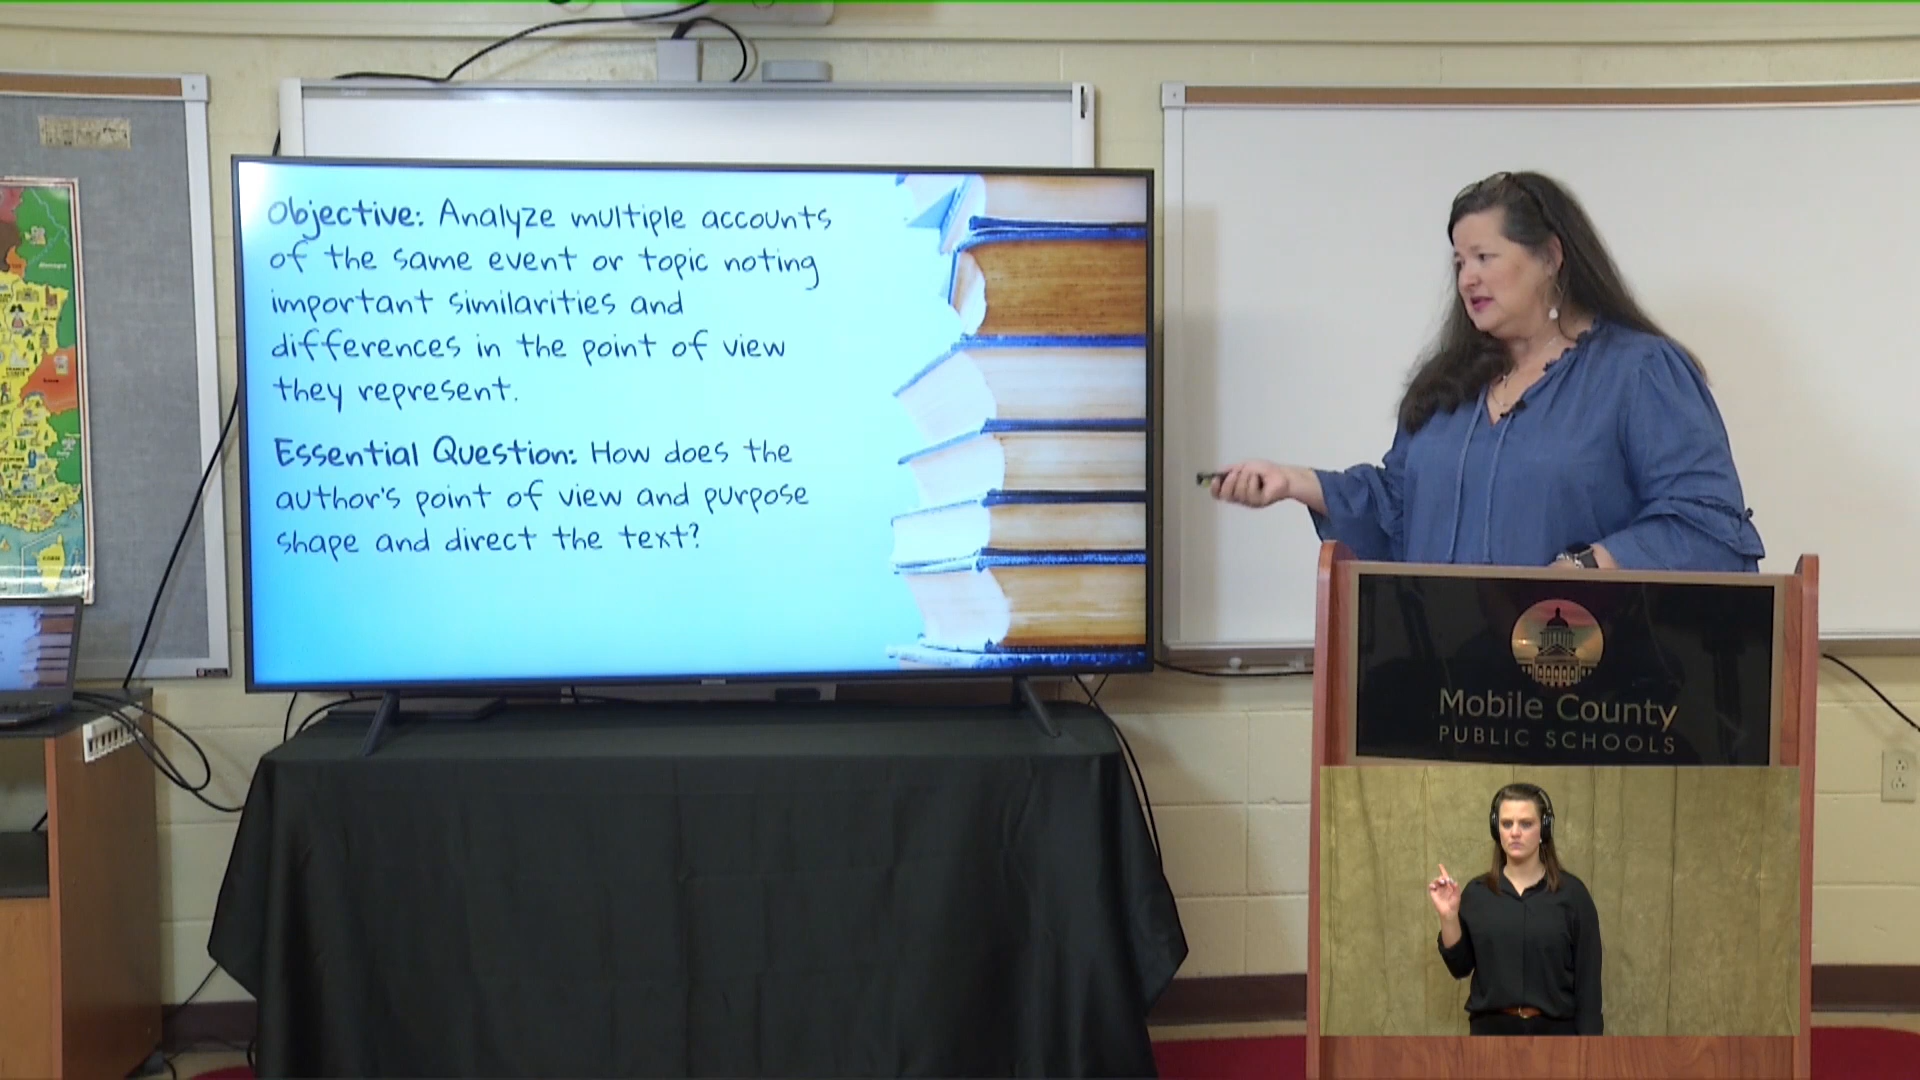 Objective: Analyze multiple accounts
of the same event or topic noting
important similarities and
differences in the point of view
they represent.
Essential Question: How does the
author's point of view and purpose
shape and direct the text?
Mobile County
PUBLIC SCHOOLS